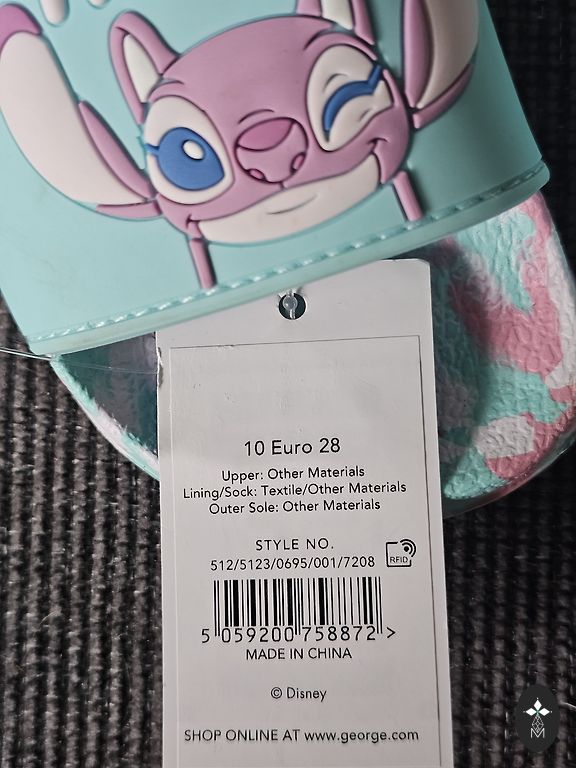 10 Euro 28
Upper: Other Materials
Lining/Sock: Textile/Other Materials
Outer Sole: Other Materials
STYLE NO.
512/5123/0695/001/7208
RFID
5 059200 758872 >
MADE IN CHINA
© Disney
SHOP ONLINE AT www.george.com
M